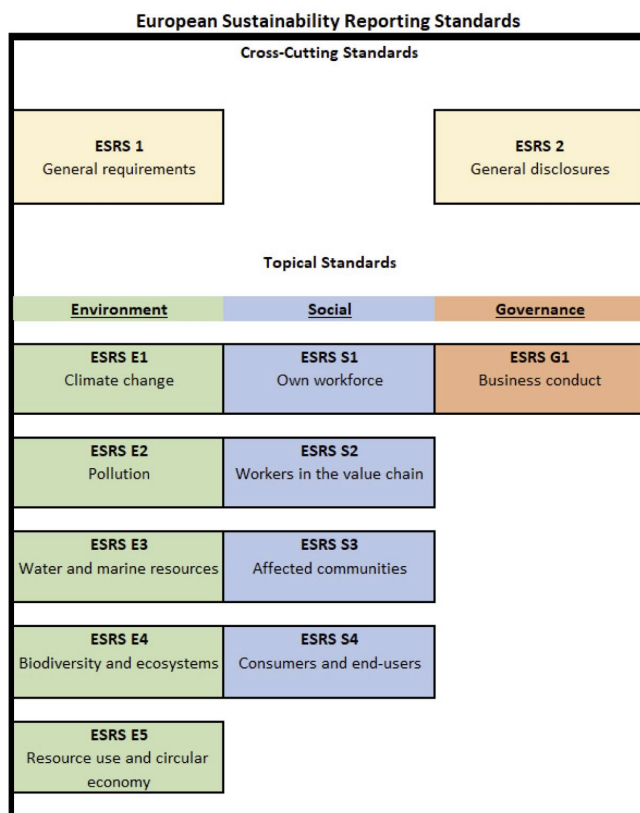 European Sustainability Reporting Standards
Cross-Cutting Standards
ESRS 1
General requirements
ESRS 2
General disclosures
Topical Standards
Environment
Social
Governance
ESRS E1
Climate change
ESRS S1
Own workforce
ESRS G1
Business conduct
ESRS E2
Pollution
ESRS S2
Workers in the value chain
ESRS E3
Water and marine resources
ESRS S3
Affected communities
ESRS E4
Biodiversity and ecosystems
ESRS S4
Consumers and end-users
ESRS E5
Resource use and circular
economy